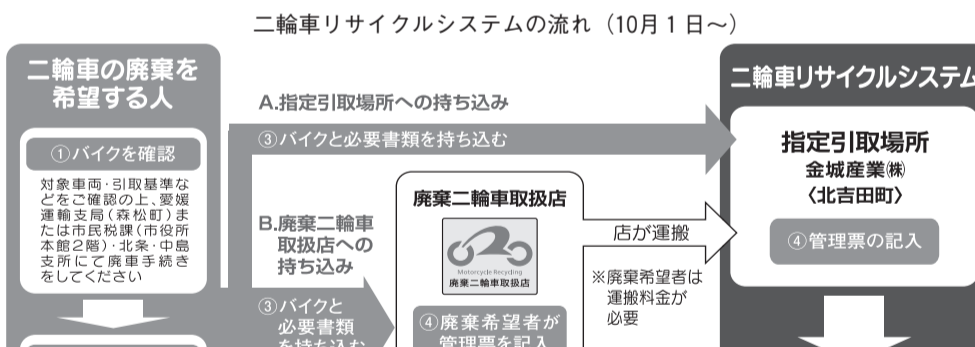 二輪車リサイクルシステムの流れ（10月1日～）
二輪車の廃棄を
希望する人
①バイクを確認
対象車両・引取基準な
どをご確認の上、愛媛
運輸支局（森松町）ま
たは市民税課（市役所
本館2階）・北条・中島
支所にて廃車手続き
をしてください
A.指定引取場所への持ち込み
③バイクと必要書類を持ち込む
B.廃棄二輪車
取扱店への
持ち込み
③バイクと
必要書類
を持ち込む
廃棄二輪車取扱店
Motorcycle Recycling
廃棄二輪車取扱店
④廃棄希望者が
管理票を記入
店が運搬
※廃棄希望者は
運搬料金が
必要
二輪車リサイクルシステム
指定引取場所
金城産業㈱
〈北吉田町〉
④管理票の記入